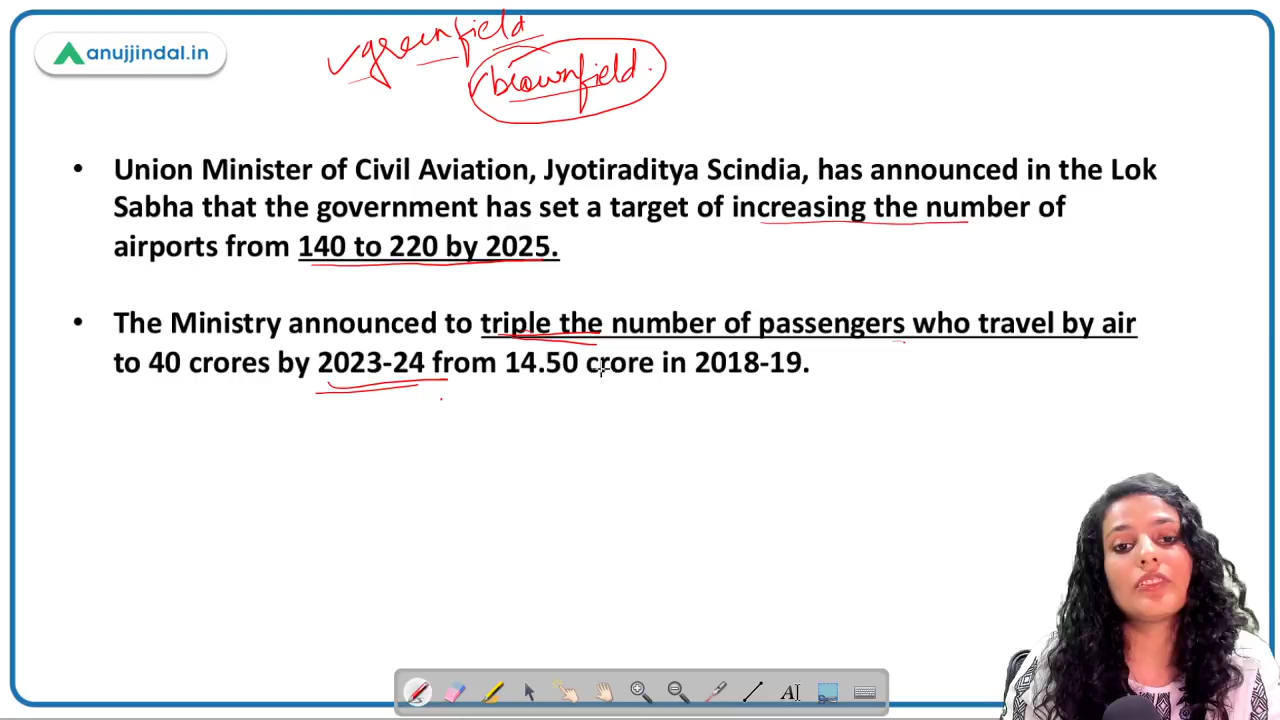 greenfield
brownfield.
anujjindal.in
• Union Minister of Civil Aviation, Jyotiraditya Scindia, has announced in the Lok
Sabha that the government has set a target of increasing the number of
airports from 140 to 220 by 2025.
• The Ministry announced to triple the number of passengers who travel by air
to 40 crores by 2023-24 from 14.50 crore in 2018-19.
AI